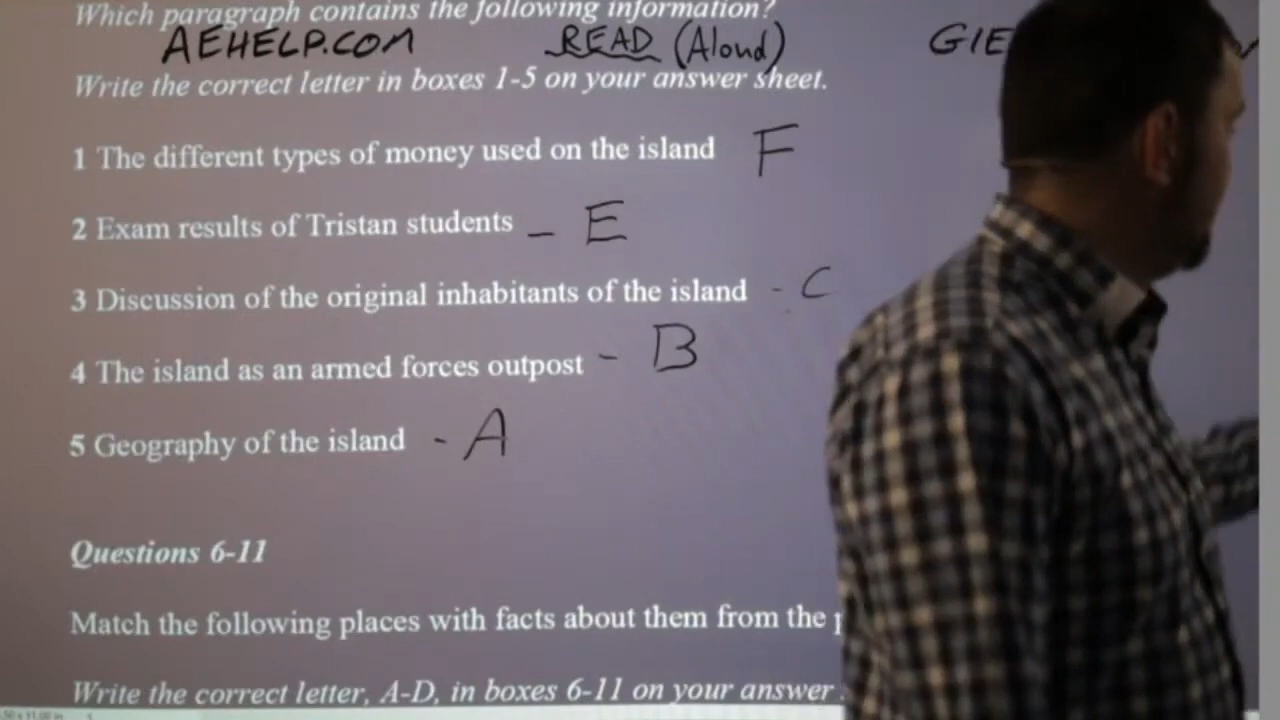 Which paragraph contains the following information?
AEHELP.COM READ (Aloud)
Write the correct letter in boxes 1-5 on your answer sheet.
1 The different types of money used on the island F
2 Exam results of Tristan students - E
3 Discussion of the original inhabitants of the island - C
4 The island as an armed forces outpost - B
5 Geography of the island - A
Questions 6-11
Match the following places with facts about them from the
Write the correct letter, A-D, in boxes 6-11 on your answer